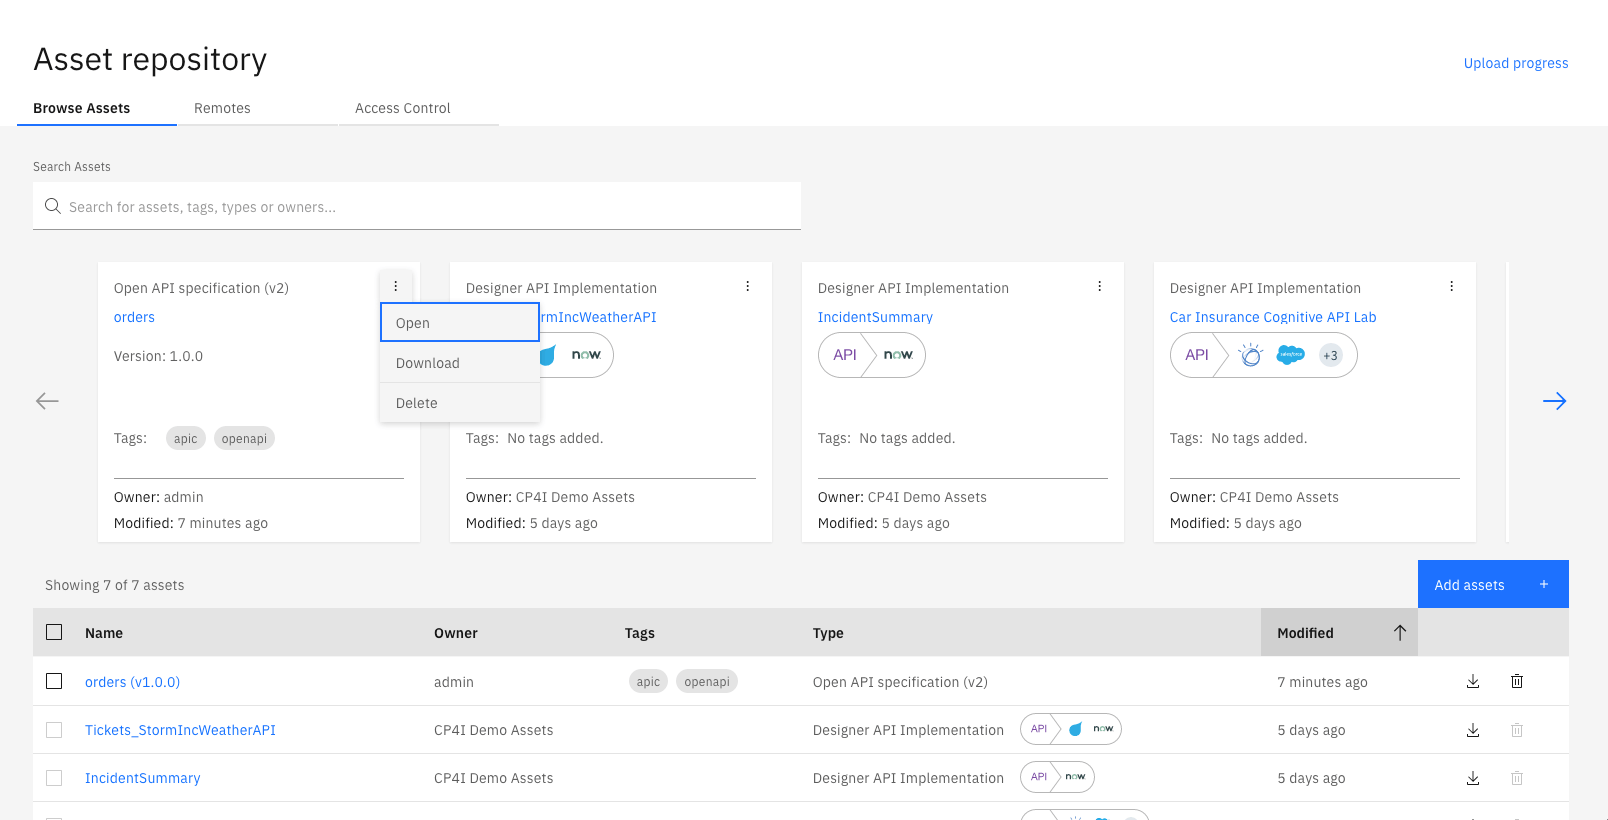 Asset repository
Upload progress
Browse Assets
Remotes
Access Control
Search Assets
Search for assets, tags, types or owners...
Open API specification (v2)
orders
Version: 1.0.0
Tags: apic openapi
Owner: admin
Modified: 7 minutes ago
Open
Download
Delete
Designer API Implementation
rmIncWeatherAPI
now.
Tags: No tags added.
Owner: CP4I Demo Assets
Modified: 5 days ago
Designer API Implementation
IncidentSummary
API now.
Tags: No tags added.
Owner: CP4I Demo Assets
Modified: 5 days ago
Designer API Implementation
Car Insurance Cognitive API Lab
API salesforce +3
Tags: No tags added.
Owner: CP4I Demo Assets
Modified: 5 days ago
Showing 7 of 7 assets
Add assets +
Name Owner Tags Type Modified
orders (v1.0.0) admin apic openapi Open API specification (v2) 7 minutes ago
Tickets_StormIncWeatherAPI CP4I Demo Assets Designer API Implementation API now 5 days ago
IncidentSummary CP4I Demo Assets Designer API Implementation API now. 5 days ago